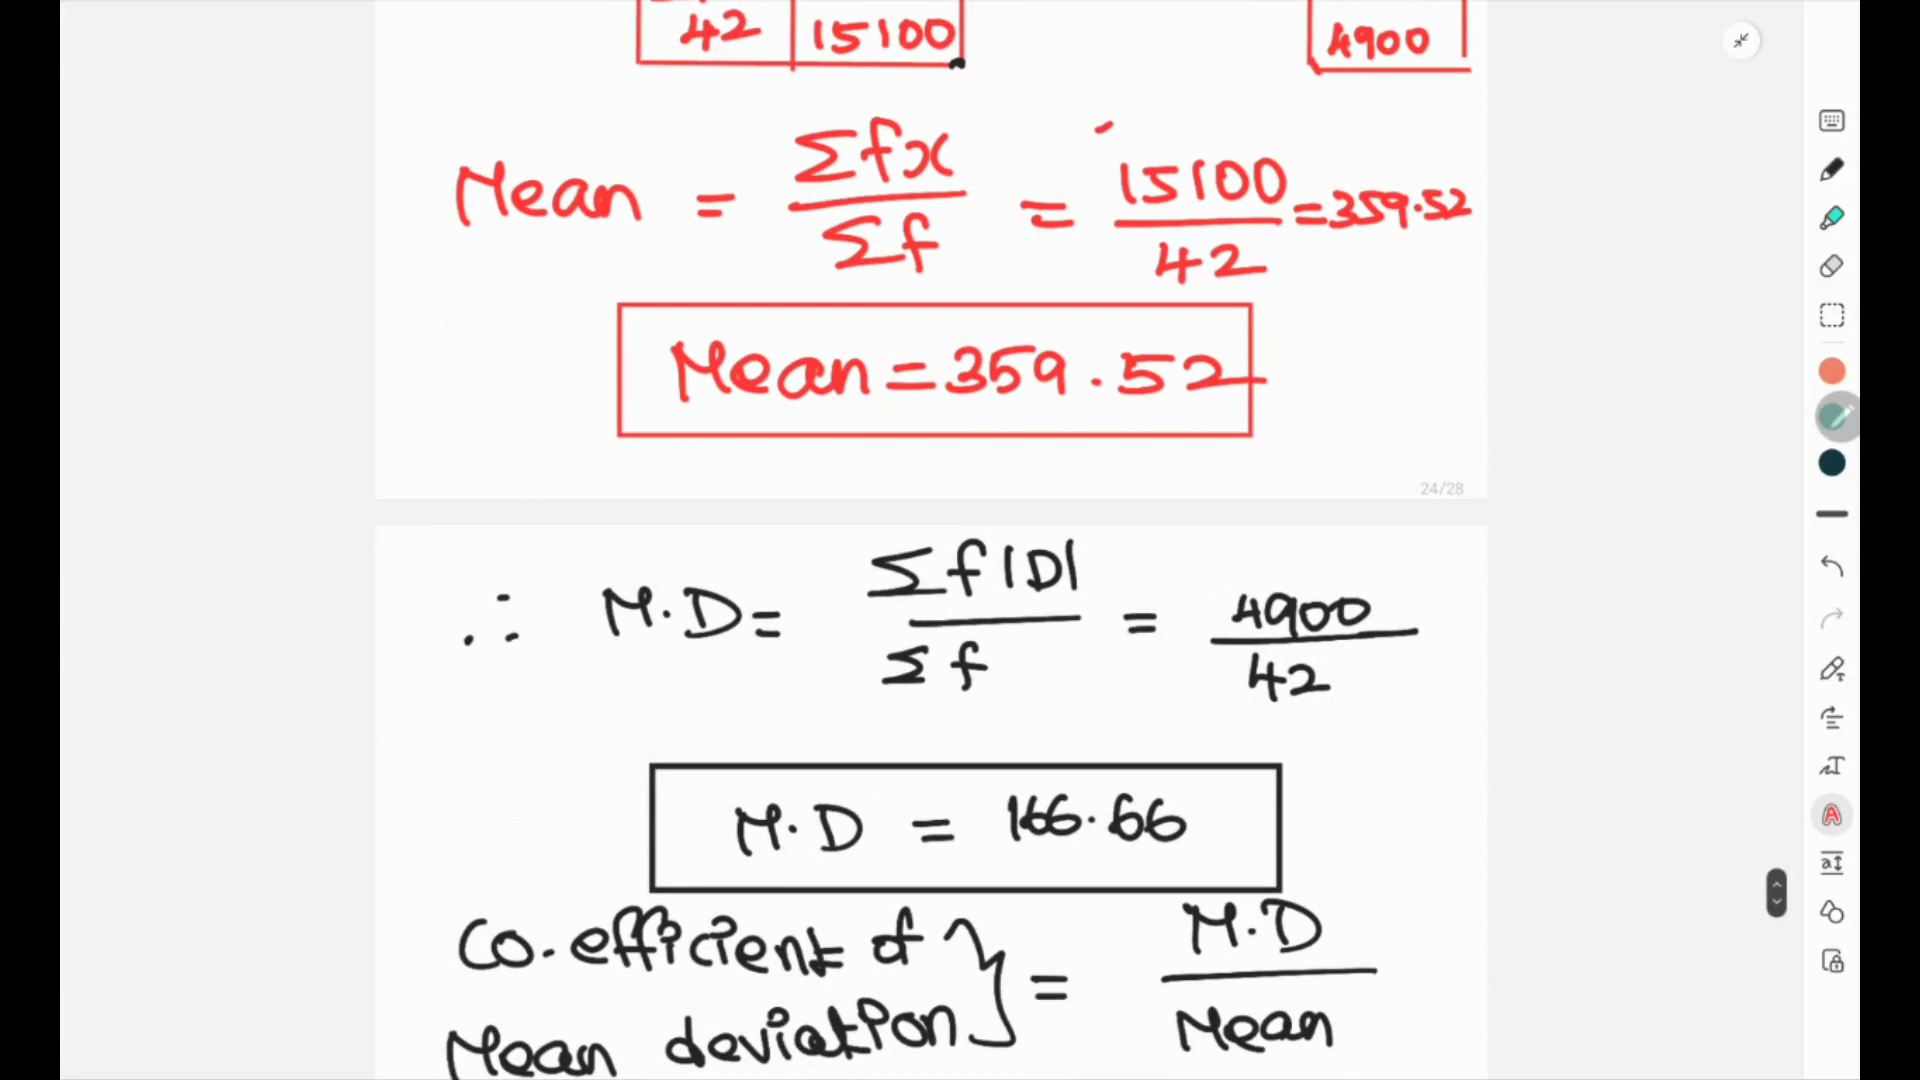 42 15100 4900
Mean = Σfx / Σf = 15100 / 42 = 359.52
Mean = 359.52
24/28
∴ M.D = Σf|D| / Σf = 4900 / 42
M.D = 166.66
Co.efficient of
Mean deviation } = M.D / Mean